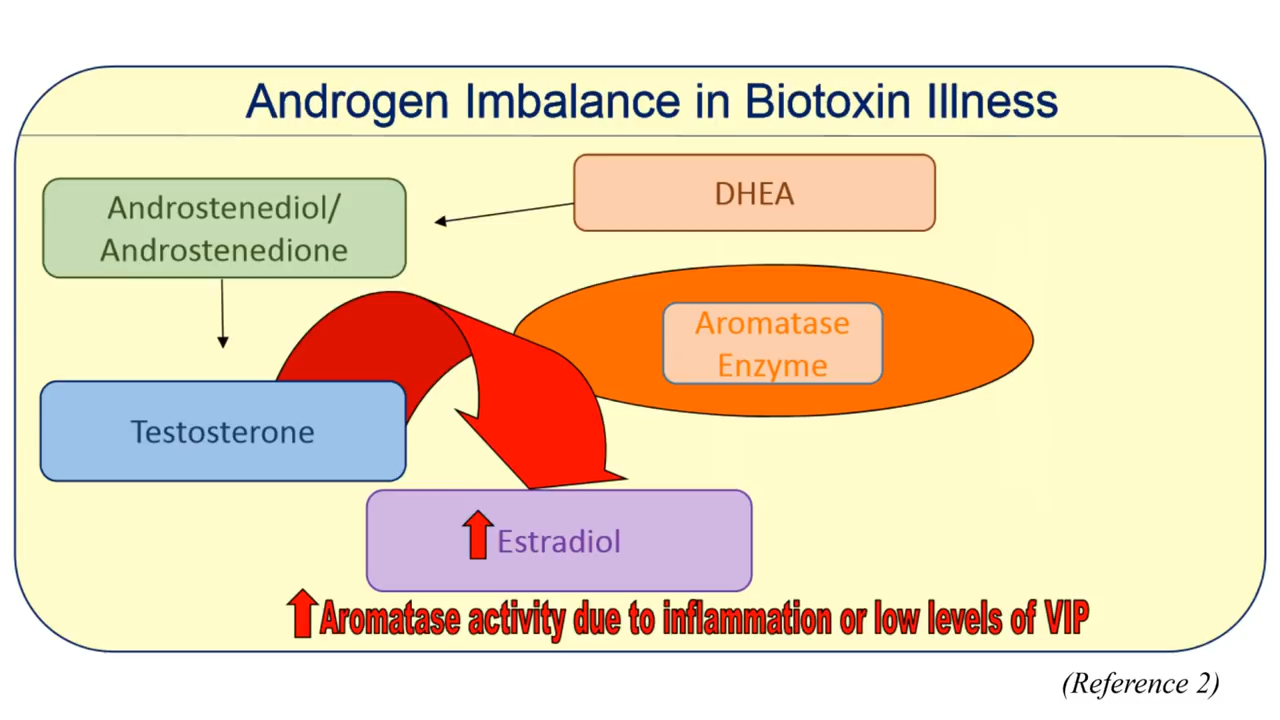 Androgen Imbalance in Biotoxin Illness
DHEA
Androstenediol/
Androstenedione
Aromatase
Enzyme
Testosterone
Estradiol
Aromatase activity due to inflammation or low levels of VIP
(Reference 2)